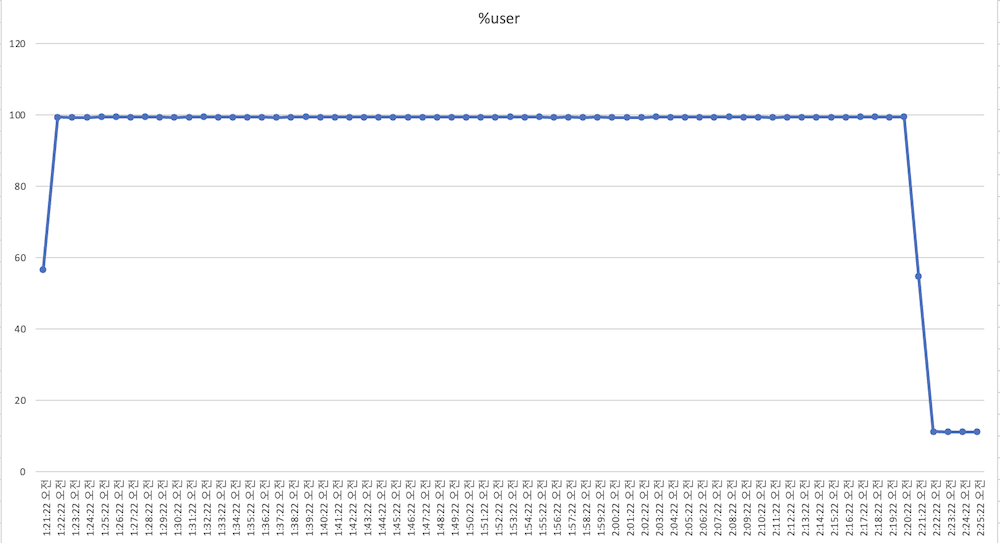 %user
120
100
80
60
40
20
0
1:21:22 오전
1:22:22 오전
1:23:22 오전
1:24:22 오전
1:25:22 오전
1:26:22 오전
1:27:22 오전
1:28:22 오전
1:29:22 오전
1:30:22 오전
1:31:22 오전
1:32:22 오전
1:33:22 오전
1:34:22 오전
1:35:22 오전
1:36:22 오전
1:37:22 오전
1:38:22 오전
1:39:22 오전
1:40:22 오전
1:41:22 오전
1:42:22 오전
1:43:22 오전
1:44:22 오전
1:45:22 오전
1:46:22 오전
1:47:22 오전
1:48:22 오전
1:49:22 오전
1:50:22 오전
1:51:22 오전
1:52:22 오전
1:53:22 오전
1:54:22 오전
1:55:22 오전
1:56:22 오전
1:57:22 오전
1:58:22 오전
1:59:22 오전
2:00:22 오전
2:01:22 오전
2:02:22 오전
2:03:22 오전
2:04:22 오전
2:05:22 오전
2:06:22 오전
2:07:22 오전
2:08:22 오전
2:09:22 오전
2:10:22 오전
2:11:22 오전
2:12:22 오전
2:13:22 오전
2:14:22 오전
2:15:22 오전
2:16:22 오전
2:17:22 오전
2:18:22 오전
2:19:22 오전
2:20:22 오전
2:21:22 오전
2:22:22 오전
2:23:22 오전
2:24:22 오전
2:25:22 오전